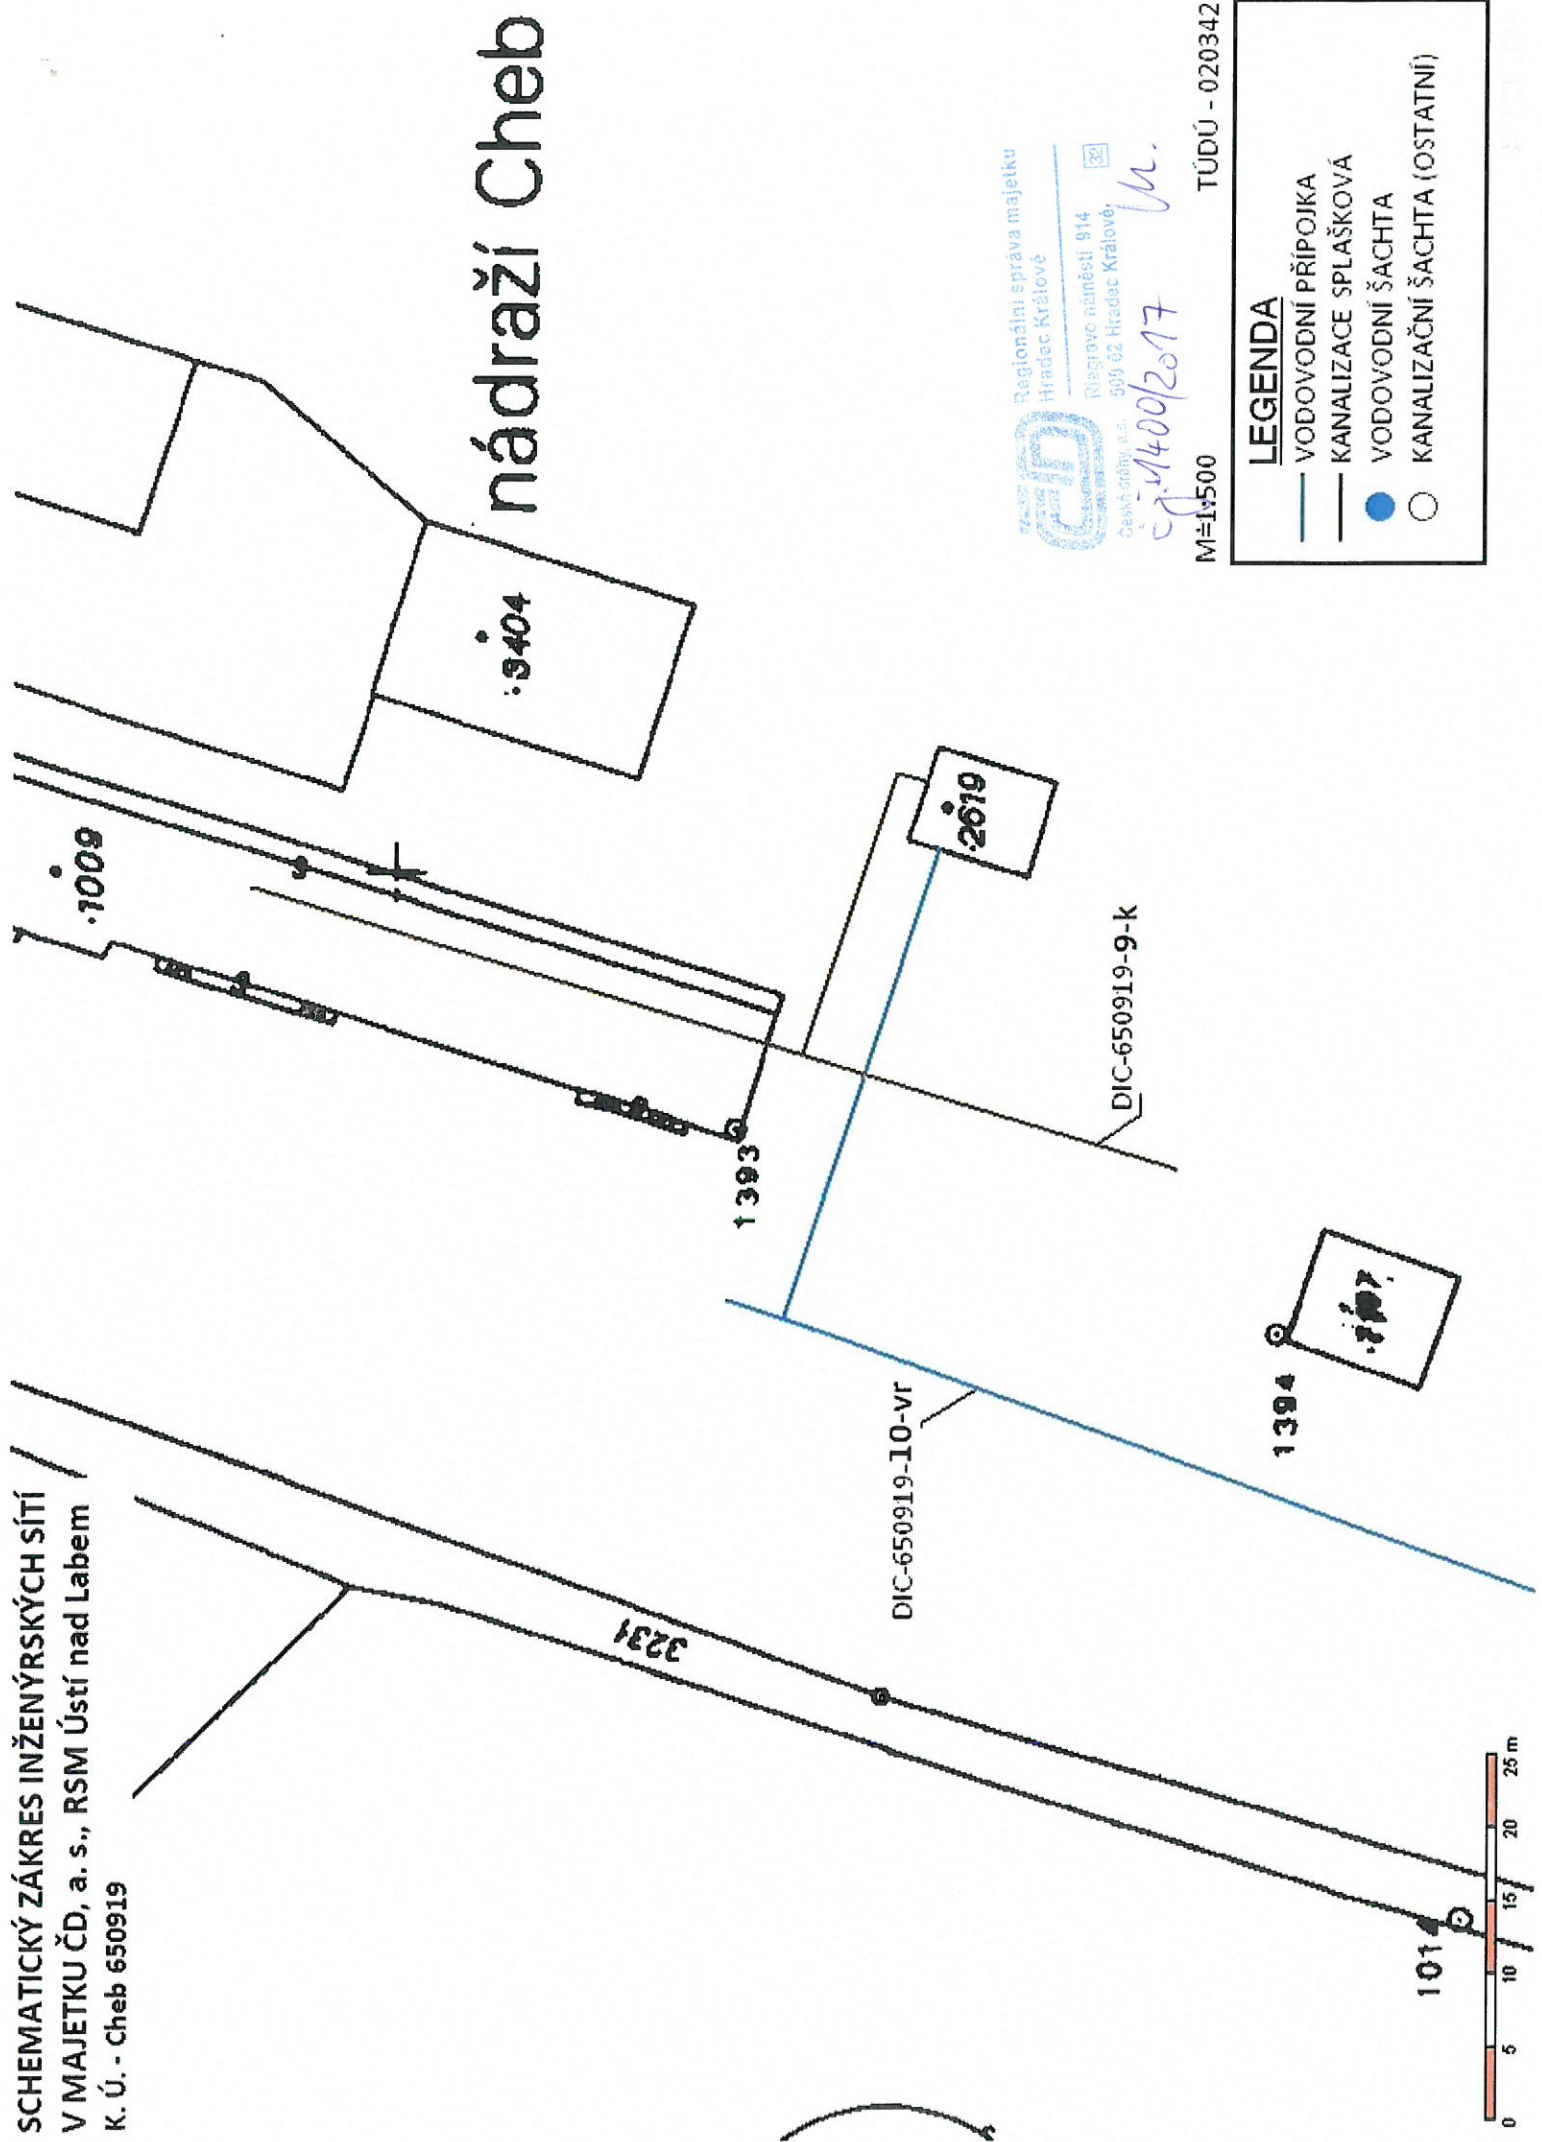 SCHEMATICKÝ ZÁKRES INŽENÝRSKÝCH SÍTÍ
V MAJETKU ČD, a. s., RSM Ústí nad Labem
K. Ú. - Cheb 650919
nádraží Cheb
1009
3404
2619
1393
1394
3231
101
DIC-650919-9-k
DIC-650919-10-vr
Regionální správa majetku
Hradec Králové
Riegrovo náměstí 914
České dráhy, a.s. 500 02 Hradec Králové, 32
ČD
č.j. 1400/2017
M=1:500
TÚDÚ - 020342
LEGENDA
VODOVODNÍ PŘÍPOJKA
KANALIZACE SPLAŠKOVÁ
VODOVODNÍ ŠACHTA
KANALIZAČNÍ ŠACHTA (OSTATNÍ)
0 5 10 15 20 25 m